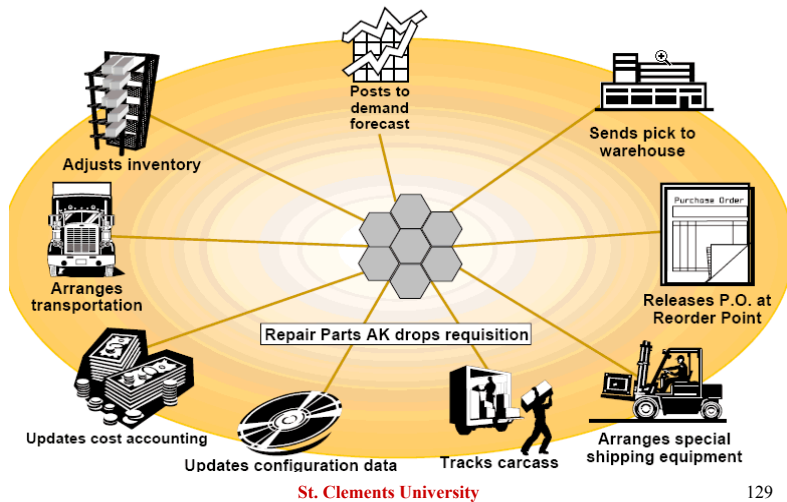 Posts to
demand
forecast
Sends pick to
warehouse
Adjusts inventory
Purchase Order
Arranges
transportation
Releases P.O. at
Reorder Point
Repair Parts AK drops requisition
Updates cost accounting
Updates configuration data
Tracks carcass
Arranges special
shipping equipment
St. Clements University
129